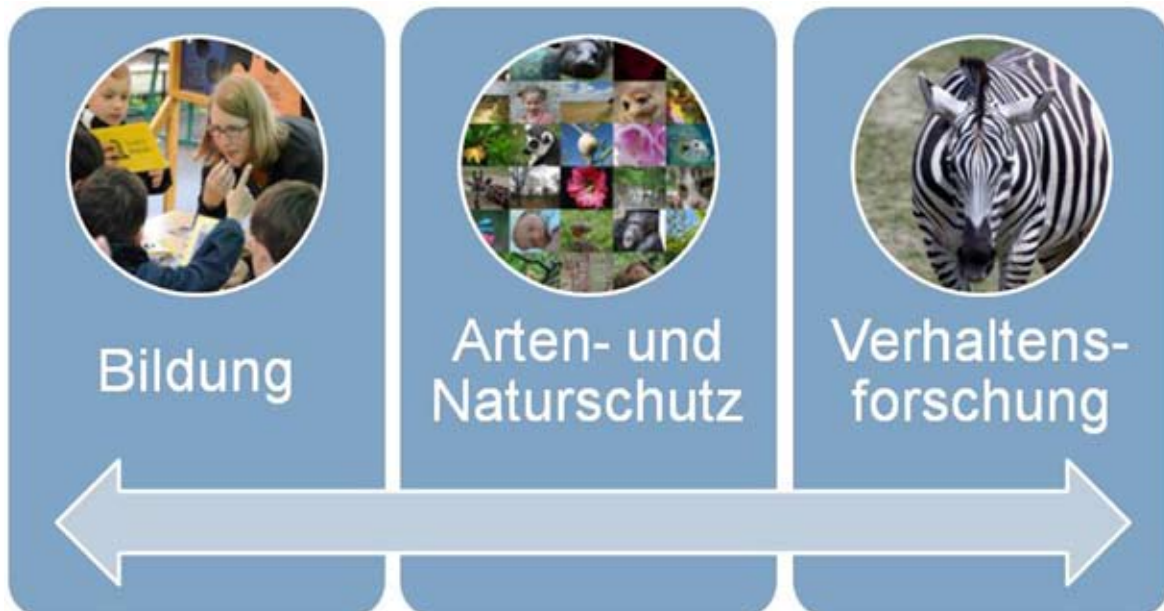 Bildung
Arten- und
Naturschutz
Verhaltens-
forschung